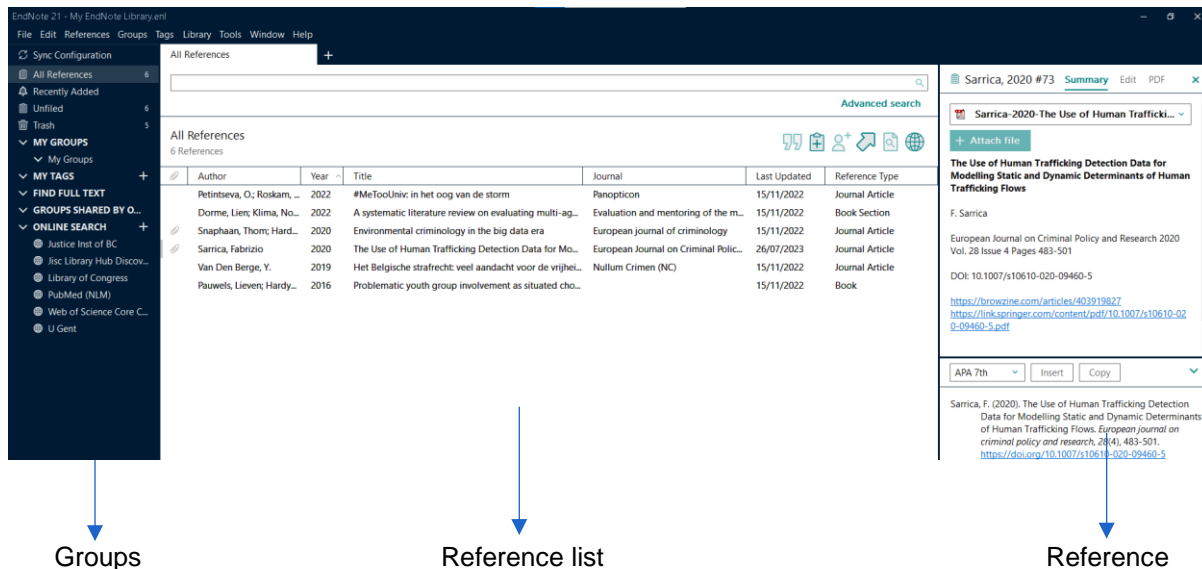 EndNote 21 - My EndNote Library.enl
File Edit References Groups Tags Library Tools Window Help
Sync Configuration
All References 6
Recently Added
Unfiled 6
Trash 5
MY GROUPS
My Groups
MY TAGS +
FIND FULL TEXT
GROUPS SHARED BY O...
ONLINE SEARCH +
Justice Inst of BC
Jisc Library Hub Discov...
Library of Congress
PubMed (NLM)
Web of Science Core C...
U Gent
All References +
Advanced search
All References
6 References
Author Year Title Journal Last Updated Reference Type
Petintseva, O.; Roskam, ... 2022 #MeTooUniv: in het oog van de storm Panopticon 15/11/2022 Journal Article
Dorme, Lien; Klima, No... 2022 A systematic literature review on evaluating multi-ag... Evaluation and mentoring of the m... 15/11/2022 Book Section
Snaphaan, Thom; Hard... 2020 Environmental criminology in the big data era European journal of criminology 15/11/2022 Journal Article
Sarrica, Fabrizio 2020 The Use of Human Trafficking Detection Data for Mo... European Journal on Criminal Polic... 26/07/2023 Journal Article
Van Den Berge, Y. 2019 Het Belgische strafrecht: veel aandacht voor de vrijhei... Nullum Crimen (NC) 15/11/2022 Journal Article
Pauwels, Lieven; Hardy... 2016 Problematic youth group involvement as situated cho... 15/11/2022 Book
Sarrica, 2020 #73 Summary Edit PDF
Sarrica-2020-The Use of Human Trafficki...
+ Attach file
The Use of Human Trafficking Detection Data for
Modelling Static and Dynamic Determinants of Human
Trafficking Flows
F. Sarrica
European Journal on Criminal Policy and Research 2020
Vol. 28 Issue 4 Pages 483-501
DOI: 10.1007/s10610-020-09460-5
https://browzine.com/articles/403919827
https://link.springer.com/content/pdf/10.1007/s10610-02
0-09460-5.pdf
APA 7th Insert Copy
Sarrica, F. (2020). The Use of Human Trafficking Detection
Data for Modelling Static and Dynamic Determinants
of Human Trafficking Flows. European journal on
criminal policy and research, 28(4), 483-501.
https://doi.org/10.1007/s10610-020-09460-5
Groups Reference list Reference